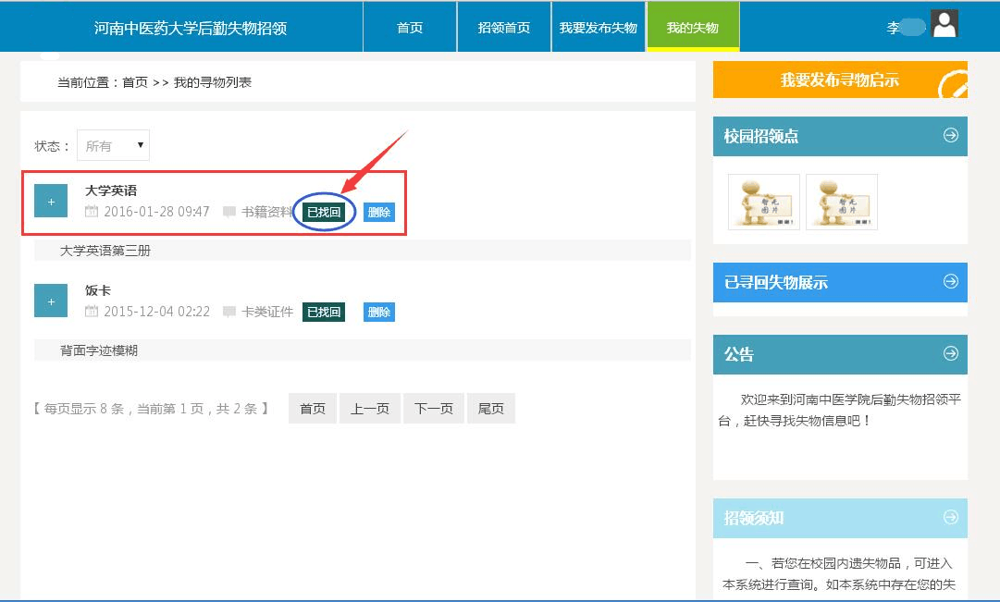 河南中医药大学后勤失物招领
首页
招领首页
我要发布失物
我的失物
李
当前位置：首页 >> 我的寻物列表
状态：
所有
+
大学英语
2016-01-28 09:47
书籍资料
已找回
删除
大学英语第三册
+
饭卡
2015-12-04 02:22
卡类证件
已找回
删除
背面字迹模糊
【 每页显示 8 条，当前第 1 页，共 2 条 】
首页
上一页
下一页
尾页
我要发布寻物启示
校园招领点
暂无
图片
暂无
图片
已寻回失物展示
公告
欢迎来到河南中医学院后勤失物招领平
台，赶快寻找失物信息吧！
招领须知
一、若您在校园内遗失物品，可进入
本系统进行查询。如本系统中存在您的失